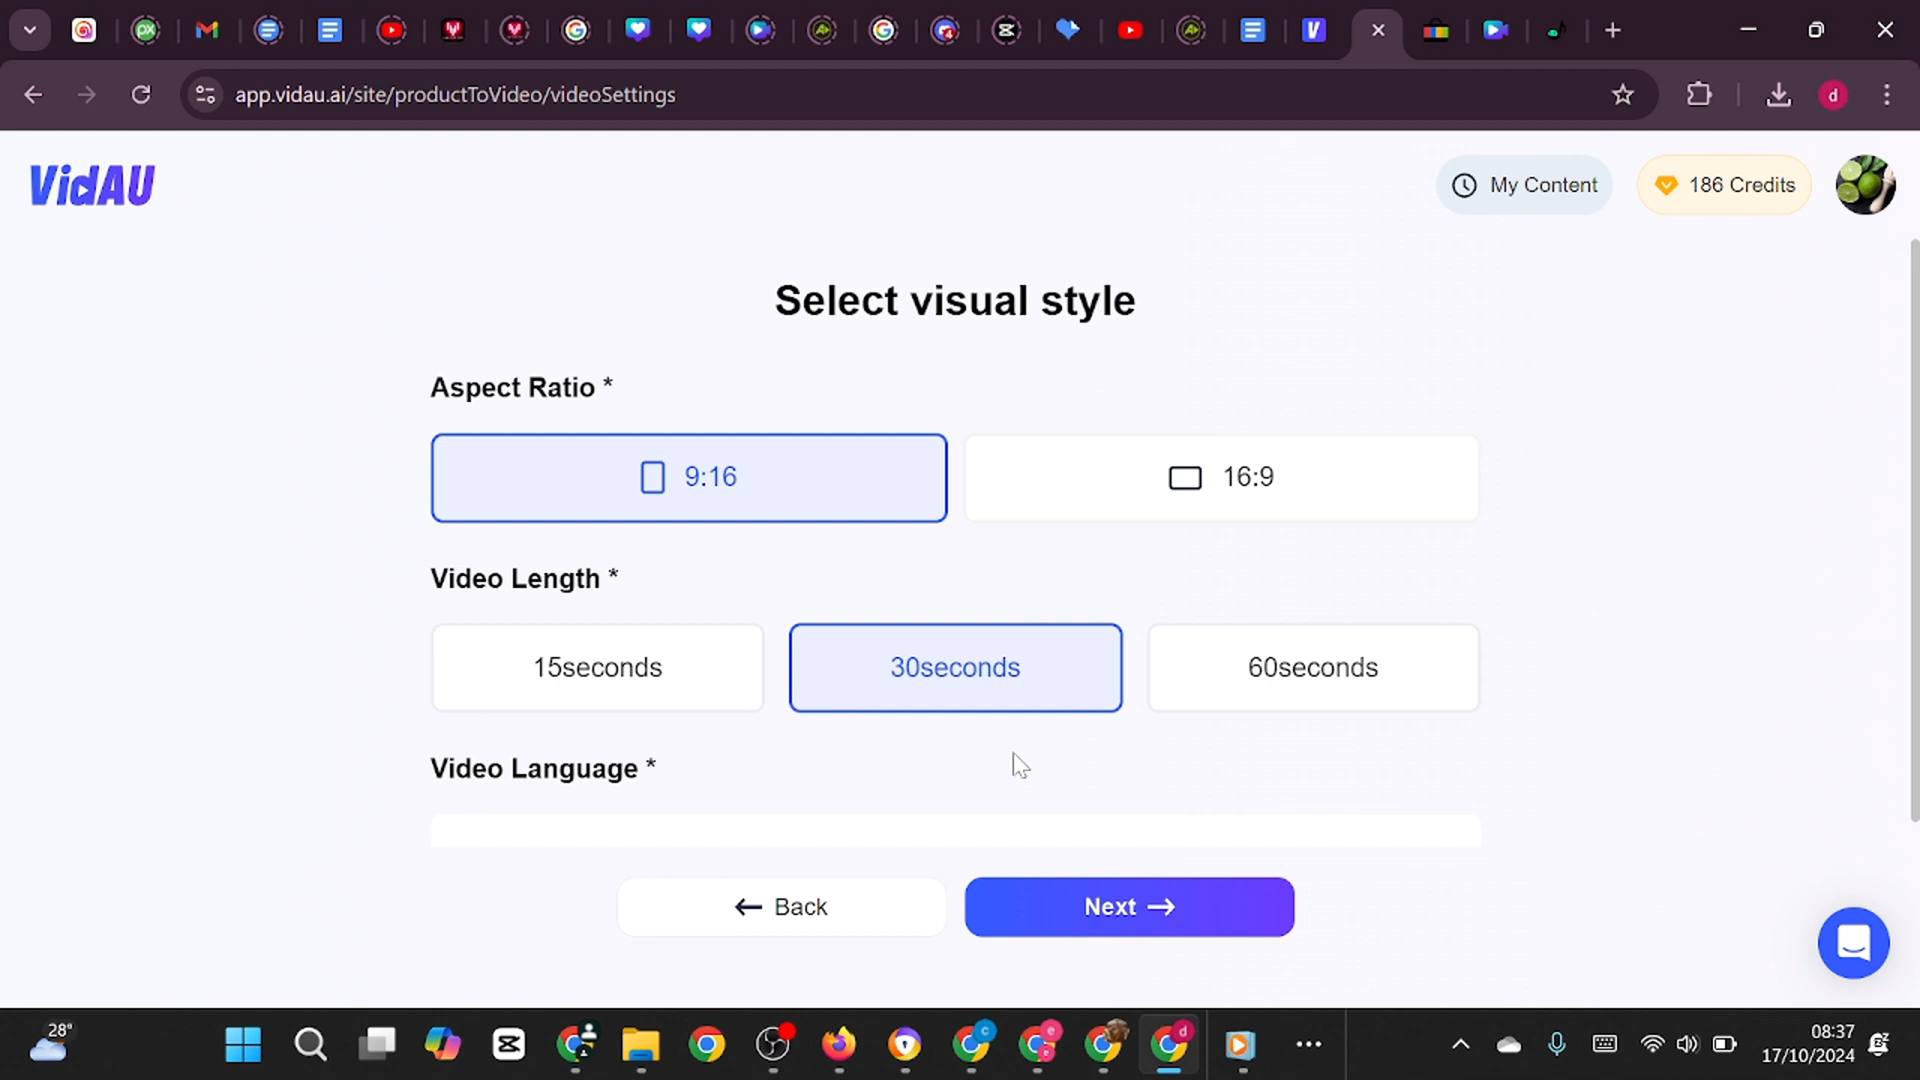 app.vidau.ai/site/productToVideo/videoSettings
d
VidAU
My Content
186 Credits
Select visual style
Aspect Ratio *
9:16
16:9
Video Length *
15seconds
30seconds
60seconds
Video Language *
← Back
Next →
28°
c
e
e
d
08:37
17/10/2024